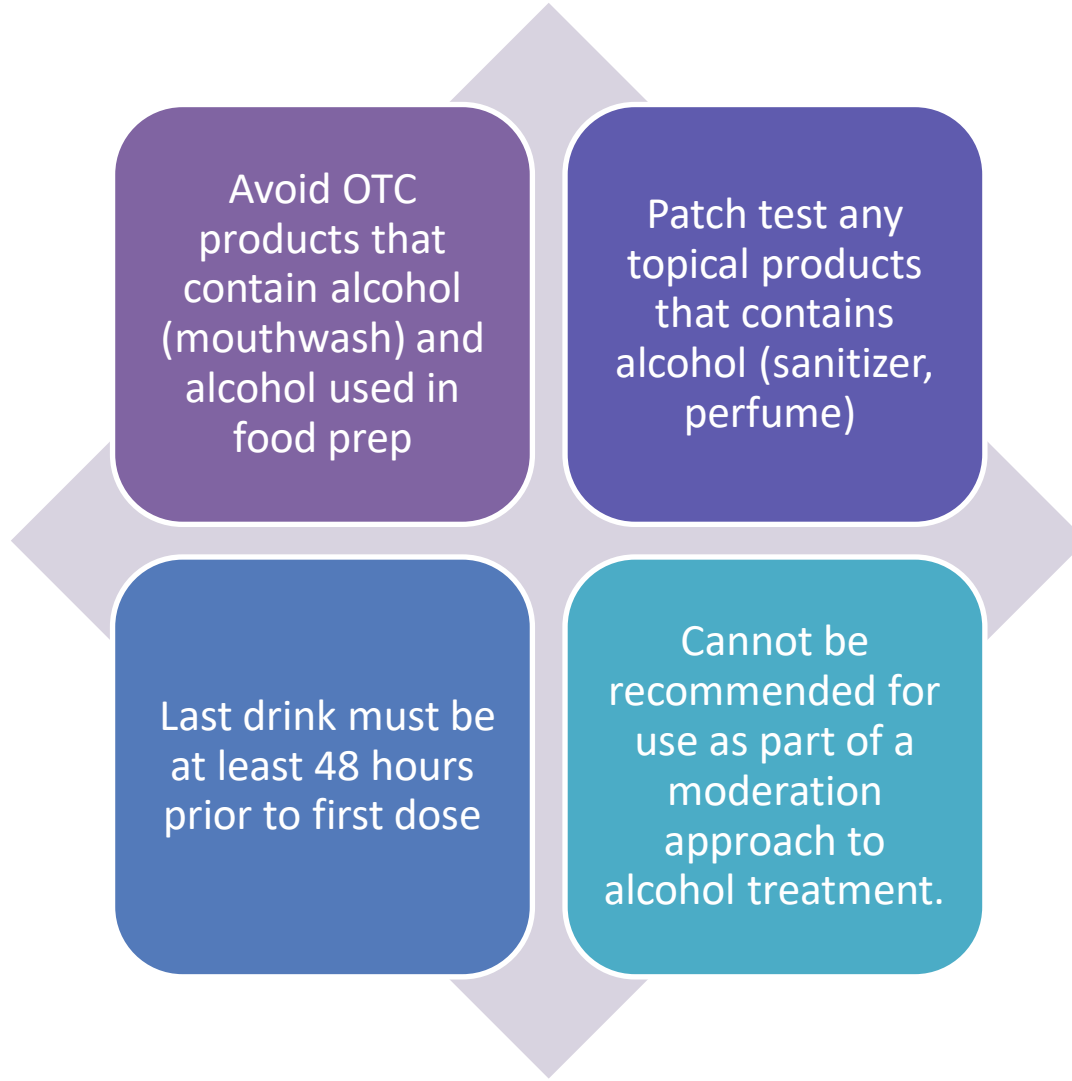 Avoid OTC
products that
contain alcohol
(mouthwash) and
alcohol used in
food prep
Patch test any
topical products
that contains
alcohol (sanitizer,
perfume)
Last drink must be
at least 48 hours
prior to first dose
Cannot be
recommended for
use as part of a
moderation
approach to
alcohol treatment.